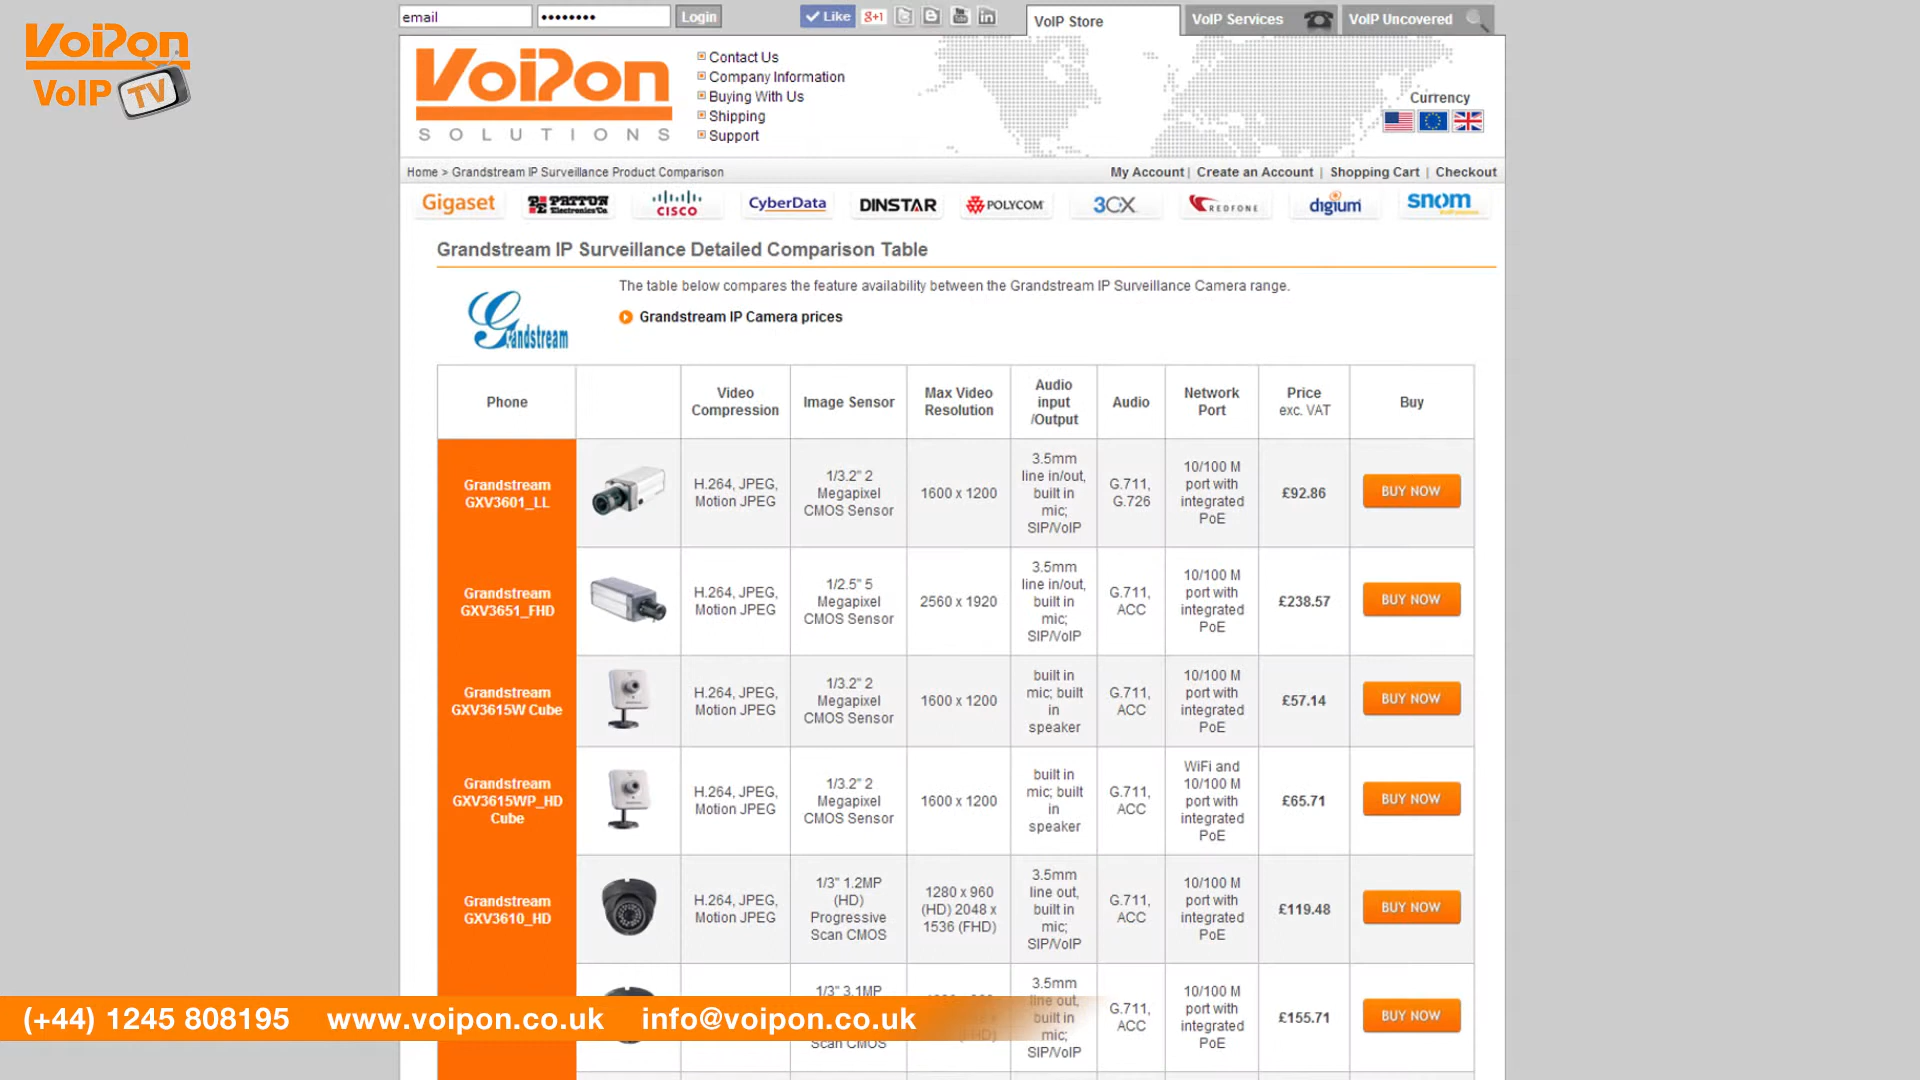 VoiPon
VoIP TV
email
Login
Like
g+1
VoIP Store
VoIP Services
VoIP Uncovered
VoiPon
SOLUTIONS
Contact Us
Company Information
Buying With Us
Shipping
Support
Currency
Home > Grandstream IP Surveillance Product Comparison
My Account | Create an Account | Shopping Cart | Checkout
Gigaset
PATTON
Electronics Co.
CISCO
CyberData
DINSTAR
POLYCOM
3CX
REDFONE
digium
snom
Grandstream IP Surveillance Detailed Comparison Table
Grandstream
The table below compares the feature availability between the Grandstream IP Surveillance Camera range.
Grandstream IP Camera prices
Phone
Video
Compression
Image Sensor
Max Video
Resolution
Audio
input
/Output
Audio
Network
Port
Price
exc. VAT
Buy
Grandstream
GXV3601_LL
H.264, JPEG,
Motion JPEG
1/3.2" 2
Megapixel
CMOS Sensor
1600 x 1200
3.5mm
line in/out,
built in
mic;
SIP/VoIP
G.711,
G.726
10/100 M
port with
integrated
PoE
£92.86
BUY NOW
Grandstream
GXV3651_FHD
H.264, JPEG,
Motion JPEG
1/2.5" 5
Megapixel
CMOS Sensor
2560 x 1920
3.5mm
line in/out,
built in
mic;
SIP/VoIP
G.711,
ACC
10/100 M
port with
integrated
PoE
£238.57
BUY NOW
Grandstream
GXV3615W Cube
H.264, JPEG,
Motion JPEG
1/3.2" 2
Megapixel
CMOS Sensor
1600 x 1200
built in
mic; built
in
speaker
G.711,
ACC
10/100 M
port with
integrated
PoE
£57.14
BUY NOW
Grandstream
GXV3615WP_HD
Cube
H.264, JPEG,
Motion JPEG
1/3.2" 2
Megapixel
CMOS Sensor
1600 x 1200
built in
mic; built
in
speaker
G.711,
ACC
WiFi and
10/100 M
port with
integrated
PoE
£65.71
BUY NOW
Grandstream
GXV3610_HD
H.264, JPEG,
Motion JPEG
1/3" 1.2MP
(HD)
Progressive
Scan CMOS
1280 x 960
(HD) 2048 x
1536 (FHD)
3.5mm
line out,
built in
mic;
SIP/VoIP
G.711,
ACC
10/100 M
port with
integrated
PoE
£119.48
BUY NOW
1/3" 3.1MP
Scan CMOS
3.5mm
line out,
built in
mic;
SIP/VoIP
G.711,
ACC
10/100 M
port with
integrated
PoE
£155.71
BUY NOW
(+44) 1245 808195 www.voipon.co.uk info@voipon.co.uk